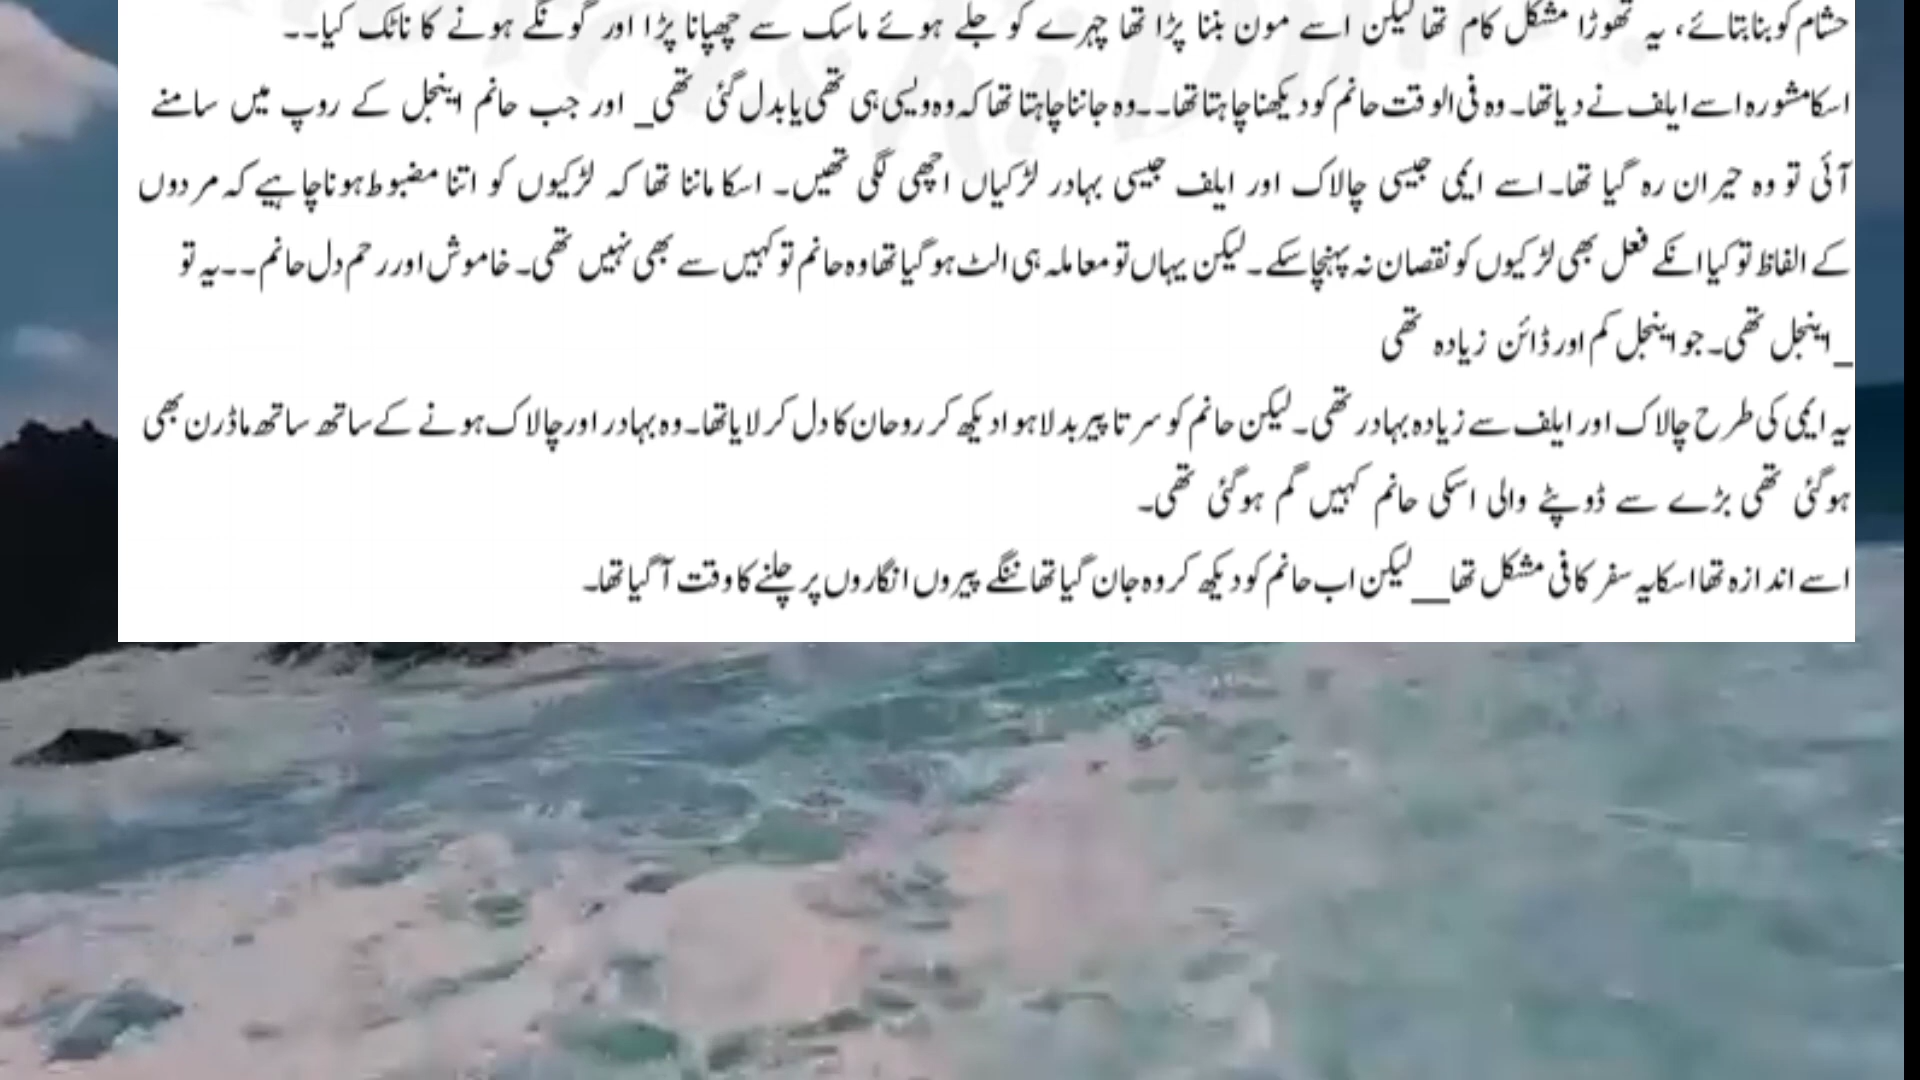 حشام کو بنا بتائے، یہ تھوڑا مشکل کام تھا لیکن اسے مون بننا پڑا تھا چہرے کو جلے ہوئے ماسک سے چھپانا پڑا اور گونگے ہونے کا ناٹک کیا۔۔
اسکا مشورہ اسے ایلف نے دیا تھا۔ وہ فی الوقت حانم کو دیکھنا چاہتا تھا۔۔ وہ جاننا چاہتا تھا کہ وہ ویسی ہی تھی یا بدل گئی تھی_ اور جب حانم اینجل کے روپ میں سامنے
آئی تو وہ حیران رہ گیا تھا۔ اسے ایمی جیسی چالاک اور ایلف جیسی بہادر لڑکیاں اچھی لگی تھیں۔ اسکا ماننا تھا کہ لڑکیوں کو اتنا مضبوط ہونا چاہیے کہ مردوں
کے الفاظ تو کیا انکے فعل بھی لڑکیوں کو نقصان نہ پہنچا سکے۔ لیکن یہاں تو معاملہ ہی الٹ ہو گیا تھا وہ حانم تو کہیں سے بھی نہیں تھی۔ خاموش اور رحم دل حانم۔۔ یہ تو
_اینجل تھی۔ جو اینجل کم اور ڈائن زیادہ تھی
یہ ایمی کی طرح چالاک اور ایلف سے زیادہ بہادر تھی۔ لیکن حانم کو سر تا پیر بدلا ہوا دیکھ کر روحان کا دل کر لایا تھا۔ وہ بہادر اور چالاک ہونے کے ساتھ ساتھ ماڈرن بھی
ہو گئی تھی بڑے سے ڈوپٹے والی اسکی حانم کہیں گم ہو گئی تھی۔
اسے اندازہ تھا اسکا یہ سفر کافی مشکل تھا__ لیکن اب حانم کو دیکھ کر وہ جان گیا تھا ننگے پیروں انگاروں پر چلنے کا وقت آ گیا تھا۔